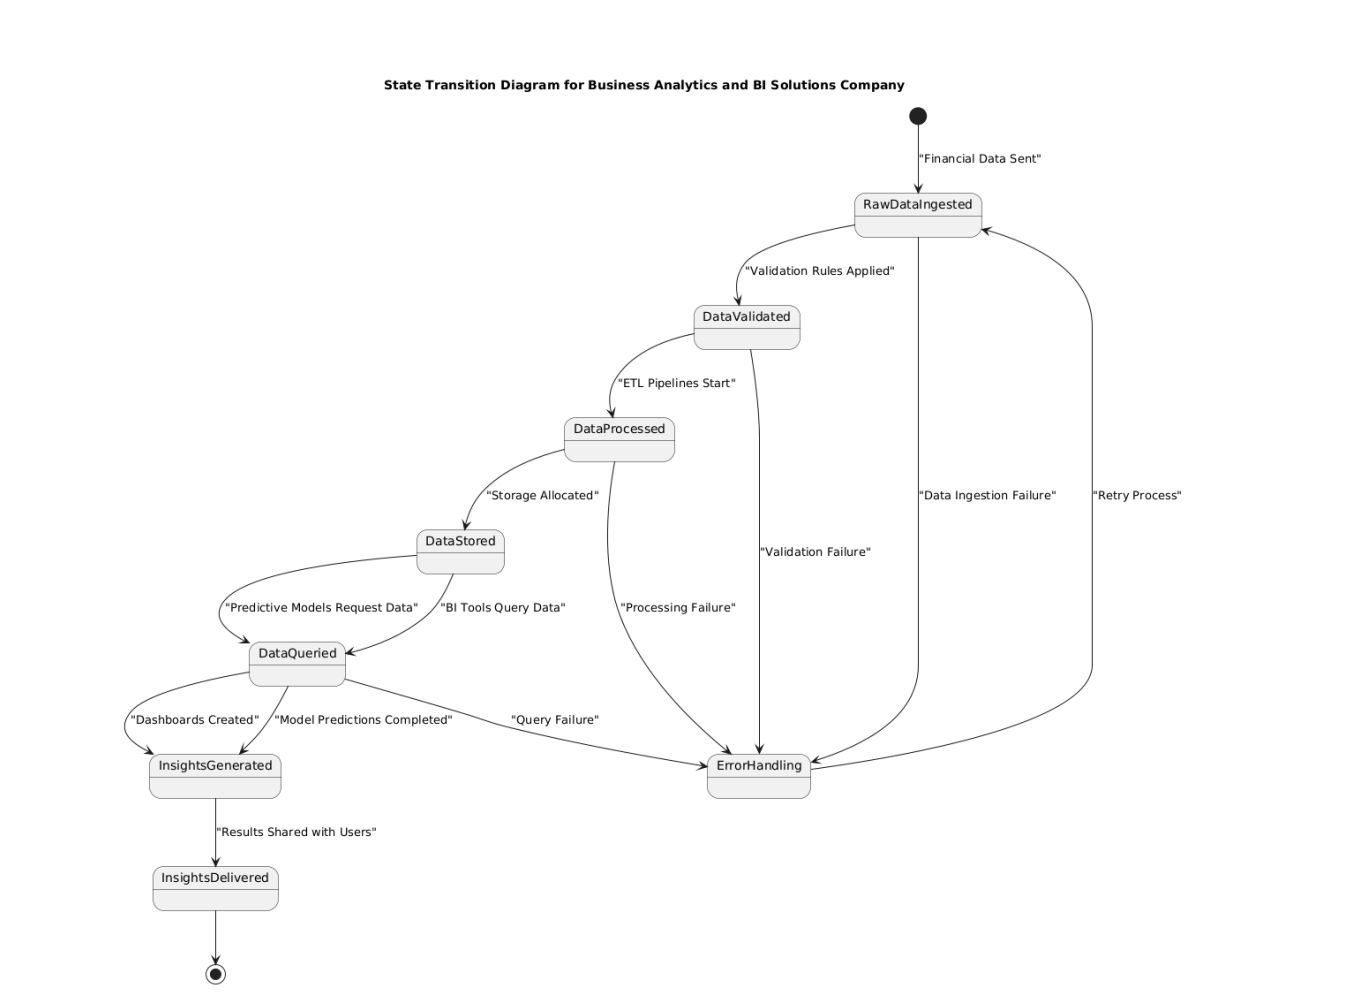 State Transition Diagram for Business Analytics and BI Solutions Company
"Financial Data Sent"
RawDataIngested
"Validation Rules Applied"
DataValidated
"ETL Pipelines Start"
DataProcessed
"Storage Allocated"
"Data Ingestion Failure"
"Retry Process"
DataStored
"Validation Failure"
"Predictive Models Request Data"
"BI Tools Query Data"
"Processing Failure"
DataQueried
"Dashboards Created"
"Model Predictions Completed"
"Query Failure"
InsightsGenerated
ErrorHandling
"Results Shared with Users"
InsightsDelivered